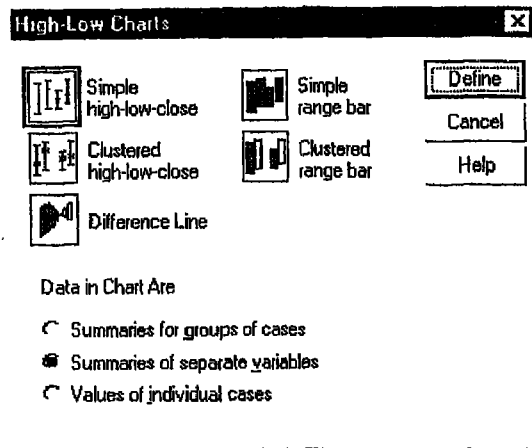 High-Low Charts
Simple
high-low-close
Simple
range bar
Define
Cancel
Clustered
high-low-close
Clustered
range bar
Help
Difference Line
Data in Chart Are
Summaries for groups of cases
Summaries of separate variables
Values of individual cases